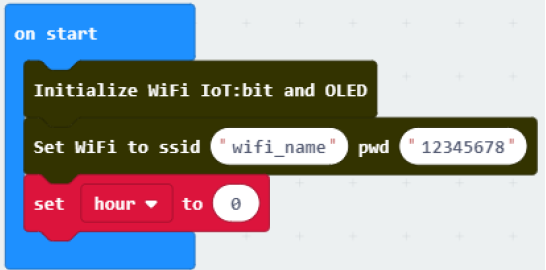 on start
Initialize WiFi IoT:bit and OLED
Set WiFi to ssid "wifi_name" pwd "12345678"
set hour to 0